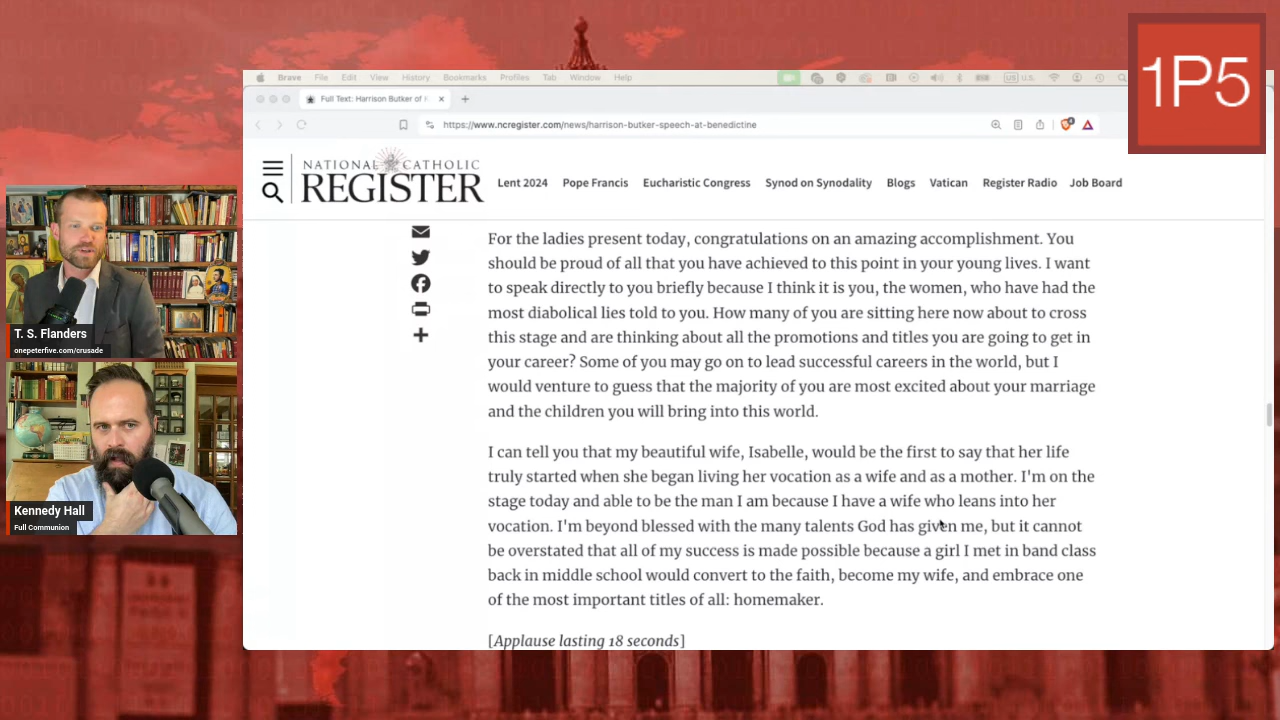 1P5
Brave File Edit View History Bookmarks Profiles Tab Window Help
US U.S.
Full Text: Harrison Butker of
https://www.ncregister.com/news/harrison-butker-speech-at-benedictine
NATIONAL CATHOLIC
REGISTER
Lent 2024 Pope Francis Eucharistic Congress Synod on Synodality Blogs Vatican Register Radio Job Board
For the ladies present today, congratulations on an amazing accomplishment. You
should be proud of all that you have achieved to this point in your young lives. I want
to speak directly to you briefly because I think it is you, the women, who have had the
most diabolical lies told to you. How many of you are sitting here now about to cross
this stage and are thinking about all the promotions and titles you are going to get in
your career? Some of you may go on to lead successful careers in the world, but I
would venture to guess that the majority of you are most excited about your marriage
and the children you will bring into this world.
I can tell you that my beautiful wife, Isabelle, would be the first to say that her life
truly started when she began living her vocation as a wife and as a mother. I'm on the
stage today and able to be the man I am because I have a wife who leans into her
vocation. I'm beyond blessed with the many talents God has given me, but it cannot
be overstated that all of my success is made possible because a girl I met in band class
back in middle school would convert to the faith, become my wife, and embrace one
of the most important titles of all: homemaker.
[Applause lasting 18 seconds]
T. S. Flanders
onepeterfive.com/crusade
Kennedy Hall
Full Communion